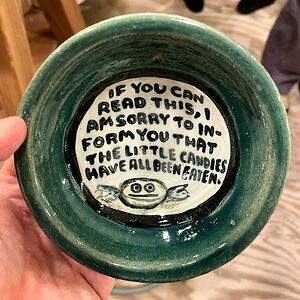 IF YOU CAN
READ THIS, I
AM SORRY TO IN-
FORM YOU THAT
THE LITTLE CANDIES
HAVE ALL BEEN EATEN.